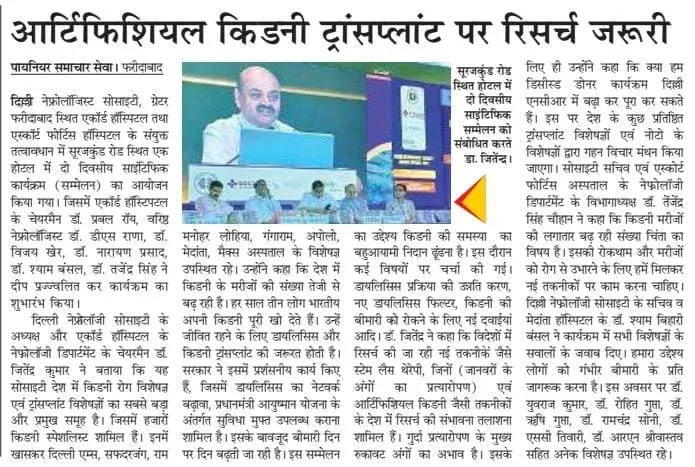 आर्टिफिशियल किडनी ट्रांसप्लांट पर रिसर्च जरूरी
पायनियर समाचार सेवा। फरीदाबाद
दिल्ली नेफ्रोलॉजिस्ट सोसाइटी, ग्रेटर
फरीदाबाद स्थित एकॉर्ड हॉस्पिटल तथा
एस्कॉर्ट फोर्टिस हॉस्पिटल के संयुक्त
तत्वावधान में सूरजकुंड रोड स्थित एक
होटल में दो दिवसीय साइंटिफिक
कार्यक्रम (सम्मेलन) का आयोजन
किया गया। जिसमें एकॉर्ड हॉस्टिपटल
के चेयरमैन डॉ. प्रबल रॉय, वरिष्ठ
नेफ्रोलॉजिस्ट डॉ. डीएस राणा, डॉ.
विजय खेर, डॉ. नारायण प्रसाद,
डॉ. श्याम बंसल, डॉ. तजेंद्र सिंह ने
दीप प्रज्ज्वलित कर कार्यक्रम का
शुभारंभ किया।
दिल्ली नेफ्रोलॉजी सोसाइटी के
अध्यक्ष और एकॉर्ड हॉस्पिटल के
नेफ्रोलॉजी डिपार्टमेंट के चेयरमैन डॉ.
जितेंद्र कुमार ने बताया कि यह
सोसाइटी देश में किडनी रोग विशेषज्ञ
एवं ट्रांसप्लांट विशेषज्ञों का सबसे बड़ा
और प्रमुख समूह है। जिसमें हजारों
किडनी स्पेशलिस्ट शामिल हैं। इनमें
खासकर दिल्ली एम्स, सफदरजंग, राम
मनोहर लोहिया, गंगाराम, अपोलो,
मेदांता, मैक्स अस्पताल के विशेषज्ञ
उपस्थित रहे। उन्होंने कहा कि देश में
किडनी के मरीजों की संख्या तेजी से
बढ़ रही है। हर साल तीन लोग भारतीय
अपनी किडनी पूरी खो देते हैं। उन्हें
जीवित रहने के लिए डायलिसिस और
किडनी ट्रांसप्लांट की जरूरत होती है।
सरकार ने इसमें प्रशंसनीय कार्य किए
हैं, जिसमें डायलिसिस का नेटवर्क
बढ़ावा, प्रधानमंत्री आयुष्मान योजना के
अंतर्गत सुविधा मुफ्त उपलब्ध कराना
शामिल है। इसके बावजूद बीमारी दिन
पर दिन बढ़ती जा रही है। इस सम्मेलन
सूरजकुंड रोड
स्थित होटल में
दो दिवसीय
साइंटिफिक
सम्मेलन को
संबोधित करते
डा. जितेंद्र।
का उद्देश्य किडनी की समस्या का
बहुआयामी निदान ढूंढना है। इस दौरान
कई विषयों पर चर्चा की गई।
डायलिसिस प्रक्रिया की उन्नति करण,
नए डायलिसिस फिल्टर, किडनी की
बीमारी को रोकने के लिए नई दवाईयां
आदि। डॉ. जितेंद्र ने कहा कि विदेशों में
रिसर्च की जा रही नई तकनीकें जैसे
स्टेम लैंस थेरेपी, जिनों (जानवरों के
अंगों का प्रत्यारोपण) एवं
आर्टिफिशियल किडनी जैसी तकनीकों
के देश में रिसर्च की संभावना तलाशना
शामिल हैं। गुर्दा प्रत्यारोपण के मुख्य
रुकावट अंगों का अभाव है। इसके
लिए ही उन्होंने कहा कि क्या हम
डिसीस्ड डोनर कार्यक्रम दिल्ली
एनसीआर में बढ़ा कर पूरा कर सकते
हैं। इस पर देश के कुछ प्रतिष्ठित
ट्रांसप्लांट विशेषज्ञों एवं नोटो के
विशेषज्ञों द्वारा गहन विचार मंथन किया
जाएगा। सोसाइटी सचिव एवं एस्कोर्ट
फोर्टिस अस्पताल के नेफ्रोलॉजी
डिपार्टमेंट के विभागाध्यक्ष डॉ. तेजेंद्र
सिंह चौहान ने कहा कि किडनी मरीजों
की लगातार बढ़ रही संख्या चिंता का
विषय है। इसकी रोकथाम और मरीजों
को रोग से उभारने के लिए हमें मिलकर
नई तकनीकों पर काम करना चाहिए।
दिल्ली नेफ्रोलॉजी सोसाइटी के सचिव व
मेदांता हॉस्पिटल के डॉ. श्याम बिहारी
बंसल ने कार्यक्रम में सभी विशेषज्ञों के
सवालों के जवाब दिए। हमारा उद्देश्य
लोगों को गंभीर बीमारी के प्रति
जागरूक करना है। इस अवसर पर डॉ.
युवराज कुमार, डॉ. रोहित गुप्ता, डॉ.
ऋषि गुप्ता, डॉ. रामचंद्र सोनी, डॉ.
एससी तिवारी, डॉ. आरएन श्रीवास्तव
सहित अनेक विशेषज्ञ उपस्थित रहे।